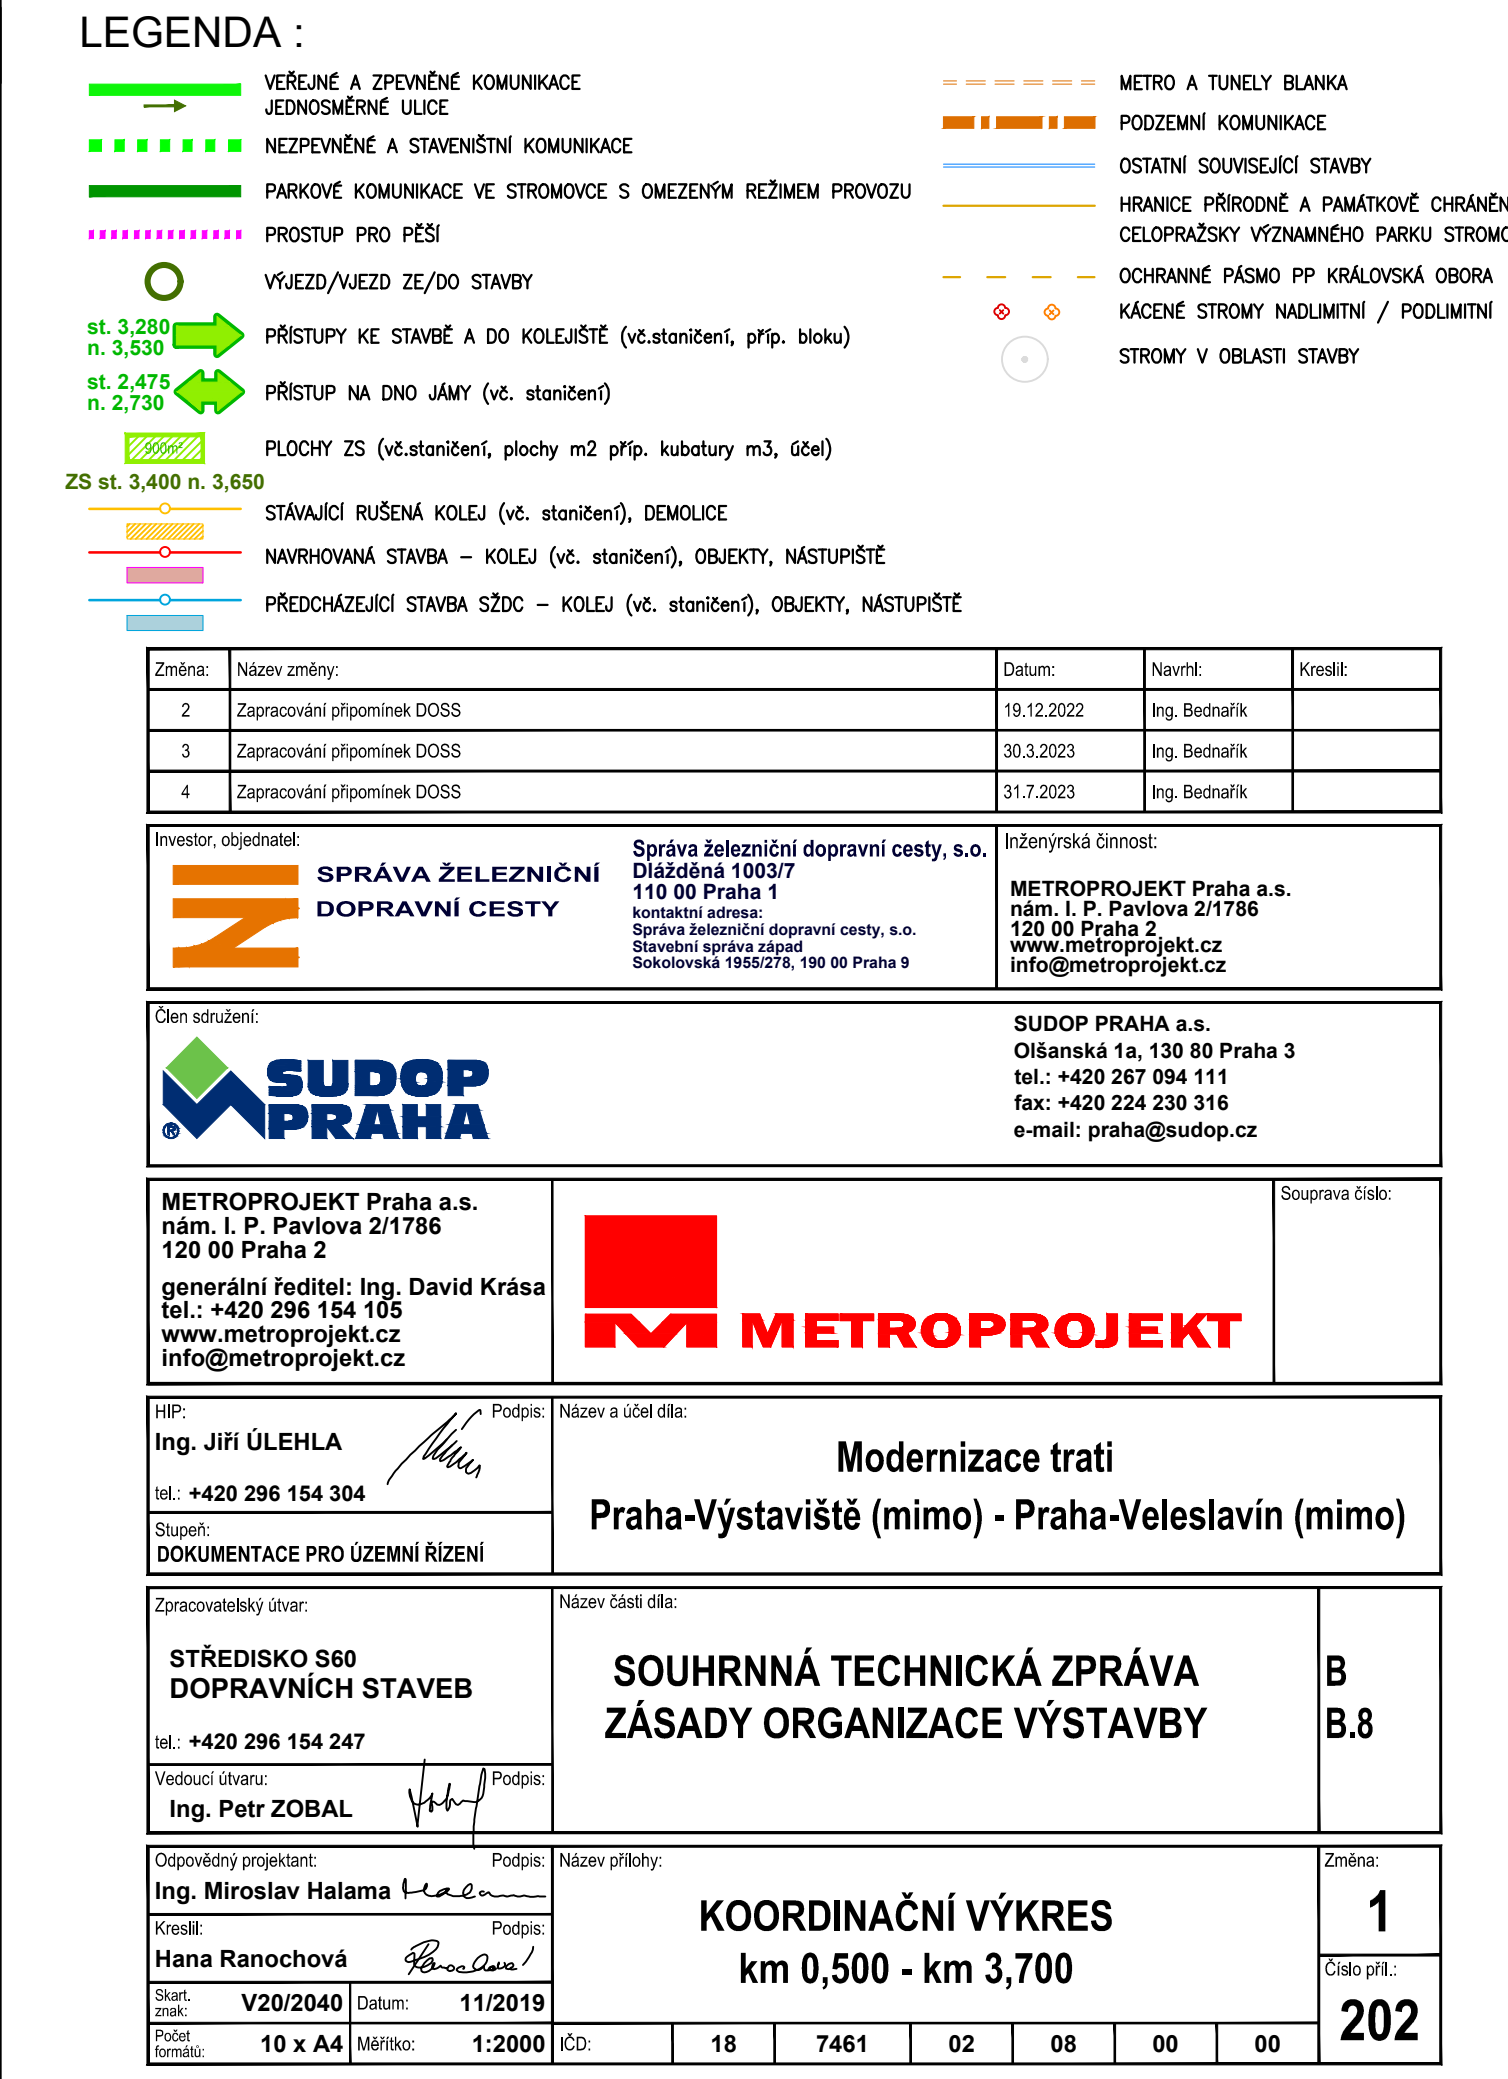 LEGENDA :
VEŘEJNÉ A ZPEVNĚNÉ KOMUNIKACE
JEDNOSMĚRNÉ ULICE
NEZPEVNĚNÉ A STAVENIŠTNÍ KOMUNIKACE
PARKOVÉ KOMUNIKACE VE STROMOVCE S OMEZENÝM REŽIMEM PROVOZU
PROSTUP PRO PĚŠÍ
VÝJEZD/VJEZD ZE/DO STAVBY
st. 3,280
n. 3,530
PŘÍSTUPY KE STAVBĚ A DO KOLEJIŠTĚ (vč.staničení, příp. bloku)
st. 2,475
n. 2,730
PŘÍSTUP NA DNO JÁMY (vč. staničení)
900m²
PLOCHY ZS (vč.staničení, plochy m2 příp. kubatury m3, účel)
ZS st. 3,400 n. 3,650
STÁVAJÍCÍ RUŠENÁ KOLEJ (vč. staničení), DEMOLICE
NAVRHOVANÁ STAVBA – KOLEJ (vč. staničení), OBJEKTY, NÁSTUPIŠTĚ
PŘEDCHÁZEJÍCÍ STAVBA SŽDC – KOLEJ (vč. staničení), OBJEKTY, NÁSTUPIŠTĚ
METRO A TUNELY BLANKA
PODZEMNÍ KOMUNIKACE
OSTATNÍ SOUVISEJÍCÍ STAVBY
HRANICE PŘÍRODNĚ A PAMÁTKOVĚ CHRÁNĚN
CELOPRAŽSKY VÝZNAMNÉHO PARKU STROMO
OCHRANNÉ PÁSMO PP KRÁLOVSKÁ OBORA
KÁCENÉ STROMY NADLIMITNÍ / PODLIMITNÍ
STROMY V OBLASTI STAVBY
Změna: Název změny: Datum: Navrhl: Kreslil:
2 Zapracování připomínek DOSS 19.12.2022 Ing. Bednařík
3 Zapracování připomínek DOSS 30.3.2023 Ing. Bednařík
4 Zapracování připomínek DOSS 31.7.2023 Ing. Bednařík
Investor, objednatel:
SPRÁVA ŽELEZNIČNÍ
DOPRAVNÍ CESTY
Správa železniční dopravní cesty, s.o.
Dlážděná 1003/7
110 00 Praha 1
kontaktní adresa:
Správa železniční dopravní cesty, s.o.
Stavební správa západ
Sokolovská 1955/278, 190 00 Praha 9
Inženýrská činnost:
METROPROJEKT Praha a.s.
nám. I. P. Pavlova 2/1786
120 00 Praha 2
www.metroprojekt.cz
info@metroprojekt.cz
Člen sdružení:
SUDOP
PRAHA
®
SUDOP PRAHA a.s.
Olšanská 1a, 130 80 Praha 3
tel.: +420 267 094 111
fax: +420 224 230 316
e-mail: praha@sudop.cz
METROPROJEKT Praha a.s.
nám. I. P. Pavlova 2/1786
120 00 Praha 2
generální ředitel: Ing. David Krása
tel.: +420 296 154 105
www.metroprojekt.cz
info@metroprojekt.cz
METROPROJEKT
Souprava číslo:
HIP: Podpis:
Ing. Jiří ÚLEHLA
tel.: +420 296 154 304
Stupeň:
DOKUMENTACE PRO ÚZEMNÍ ŘÍZENÍ
Název a účel díla:
Modernizace trati
Praha-Výstaviště (mimo) - Praha-Veleslavín (mimo)
Zpracovatelský útvar:
STŘEDISKO S60
DOPRAVNÍCH STAVEB
tel.: +420 296 154 247
Vedoucí útvaru: Podpis:
Ing. Petr ZOBAL
Název části díla:
SOUHRNNÁ TECHNICKÁ ZPRÁVA B
ZÁSADY ORGANIZACE VÝSTAVBY B.8
Odpovědný projektant: Podpis:
Ing. Miroslav Halama
Kreslil: Podpis:
Hana Ranochová
Skart. znak: V20/2040 Datum: 11/2019
Počet formátů: 10 x A4 Měřítko: 1:2000
Název přílohy:
KOORDINAČNÍ VÝKRES
km 0,500 - km 3,700
IČD: 18 7461 02 08 00 00
Změna:
1
Číslo příl.:
202